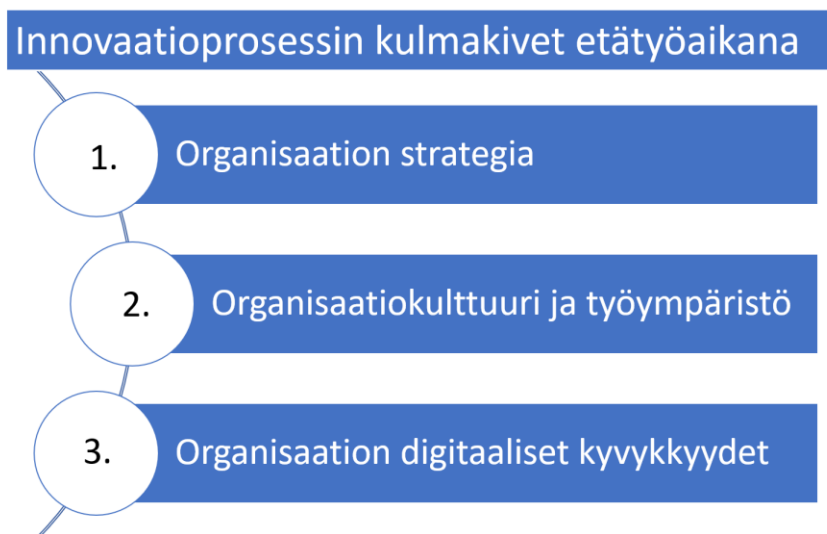 Innovaatioprosessin kulmakivet etätyöaikana
1. Organisaation strategia
2. Organisaatiokulttuuri ja työympäristö
3. Organisaation digitaaliset kyvykkyydet